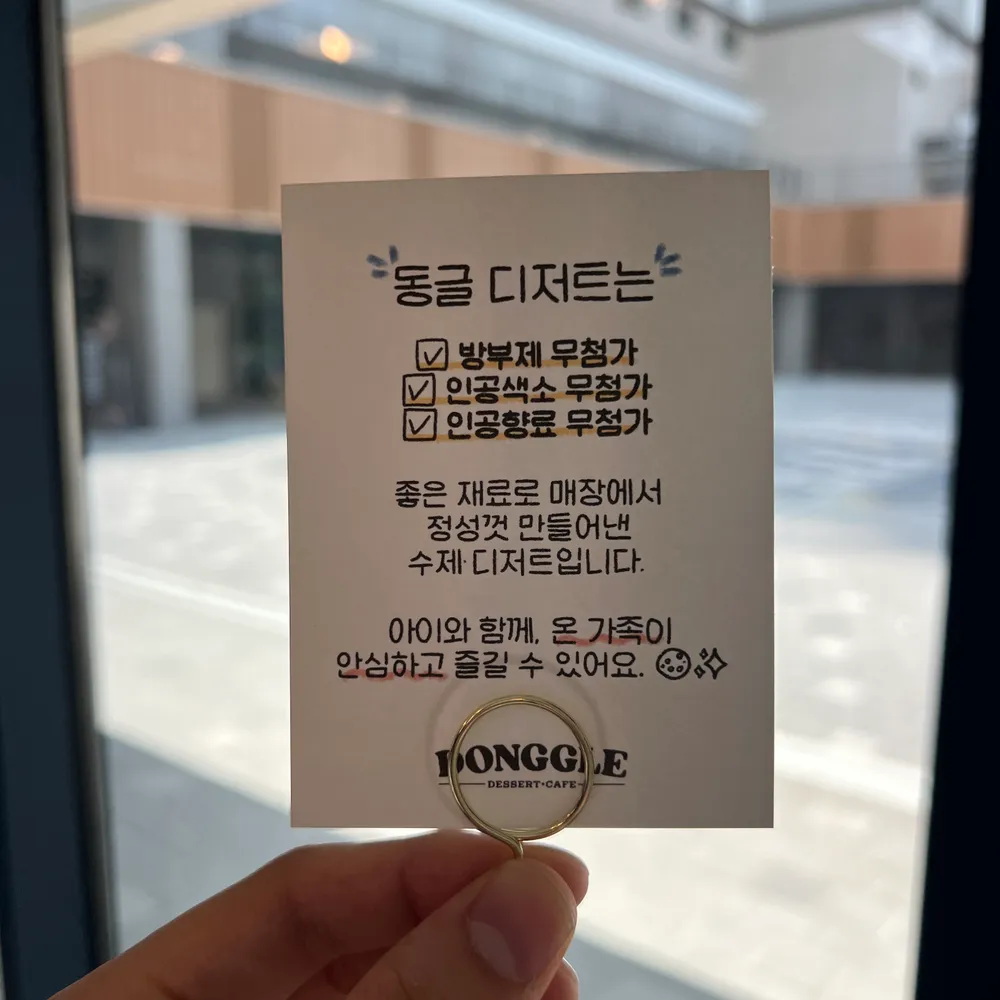 동글 디저트는
방부제 무첨가
인공색소 무첨가
인공향료 무첨가
좋은 재료로 매장에서
정성껏 만들어낸
수제 디저트입니다.
아이와 함께, 온 가족이
안심하고 즐길 수 있어요.
DONGGLE
DESSERT•CAFE